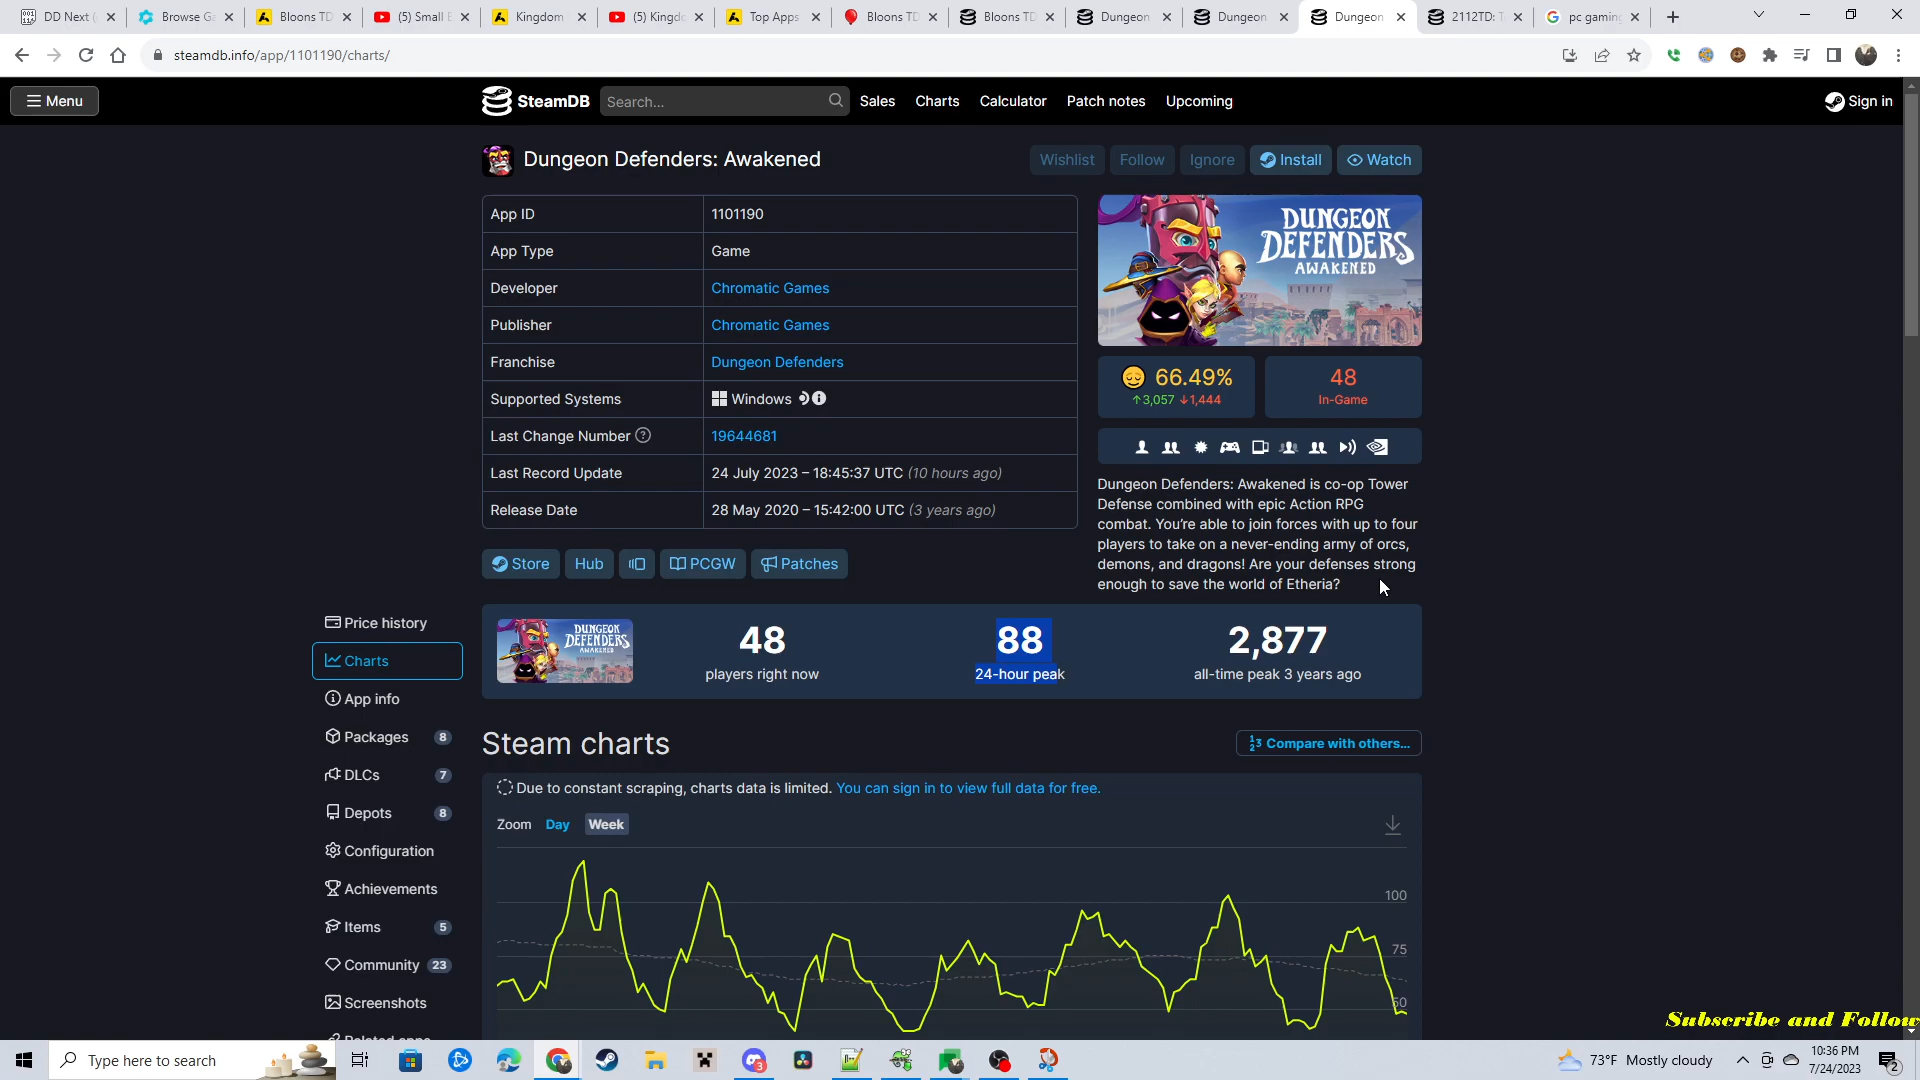 DD Next (
Browse Ga
Bloons TD
(5) Small B
Kingdom
(5) Kingdo
Top Apps
Bloons TD
Bloons TD
Dungeon
Dungeon
Dungeon
2112TD: T
pc gaming
steamdb.info/app/1101190/charts/
Menu
SteamDB
Search...
Sales
Charts
Calculator
Patch notes
Upcoming
Sign in
Dungeon Defenders: Awakened
Wishlist
Follow
Ignore
Install
Watch
App ID 1101190
App Type Game
Developer Chromatic Games
Publisher Chromatic Games
Franchise Dungeon Defenders
Supported Systems Windows
Last Change Number 19644681
Last Record Update 24 July 2023 – 18:45:37 UTC (10 hours ago)
Release Date 28 May 2020 – 15:42:00 UTC (3 years ago)
DUNGEON
DEFENDERS
AWAKENED
66.49%
↑3,057 ↓1,444
48
In-Game
Dungeon Defenders: Awakened is co-op Tower
Defense combined with epic Action RPG
combat. You're able to join forces with up to four
players to take on a never-ending army of orcs,
demons, and dragons! Are your defenses strong
enough to save the world of Etheria?
Store
Hub
PCGW
Patches
Price history
Charts
App info
Packages 8
DLCs 7
Depots 8
Configuration
Achievements
Items 5
Community 23
Screenshots
Related apps
DUNGEON
DEFENDERS
AWAKENED
48
players right now
88
24-hour peak
2,877
all-time peak 3 years ago
Steam charts
Compare with others...
Due to constant scraping, charts data is limited. You can sign in to view full data for free.
Zoom Day Week
100
75
50
Subscribe and Follow
Type here to search
3
73°F Mostly cloudy
10:36 PM
7/24/2023
2